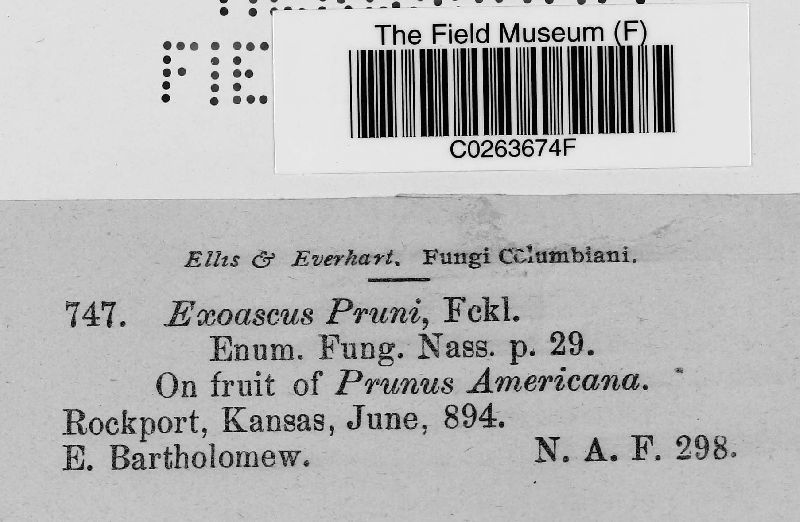 FIE
The Field Museum (F)
C0263674F
Ellis & Everhart. Fungi Columbiani.
747. Exoascus Pruni, Fckl.
Enum. Fung. Nass. p. 29.
On fruit of Prunus Americana.
Rockport, Kansas, June, 894.
E. Bartholomew. N. A. F. 298.